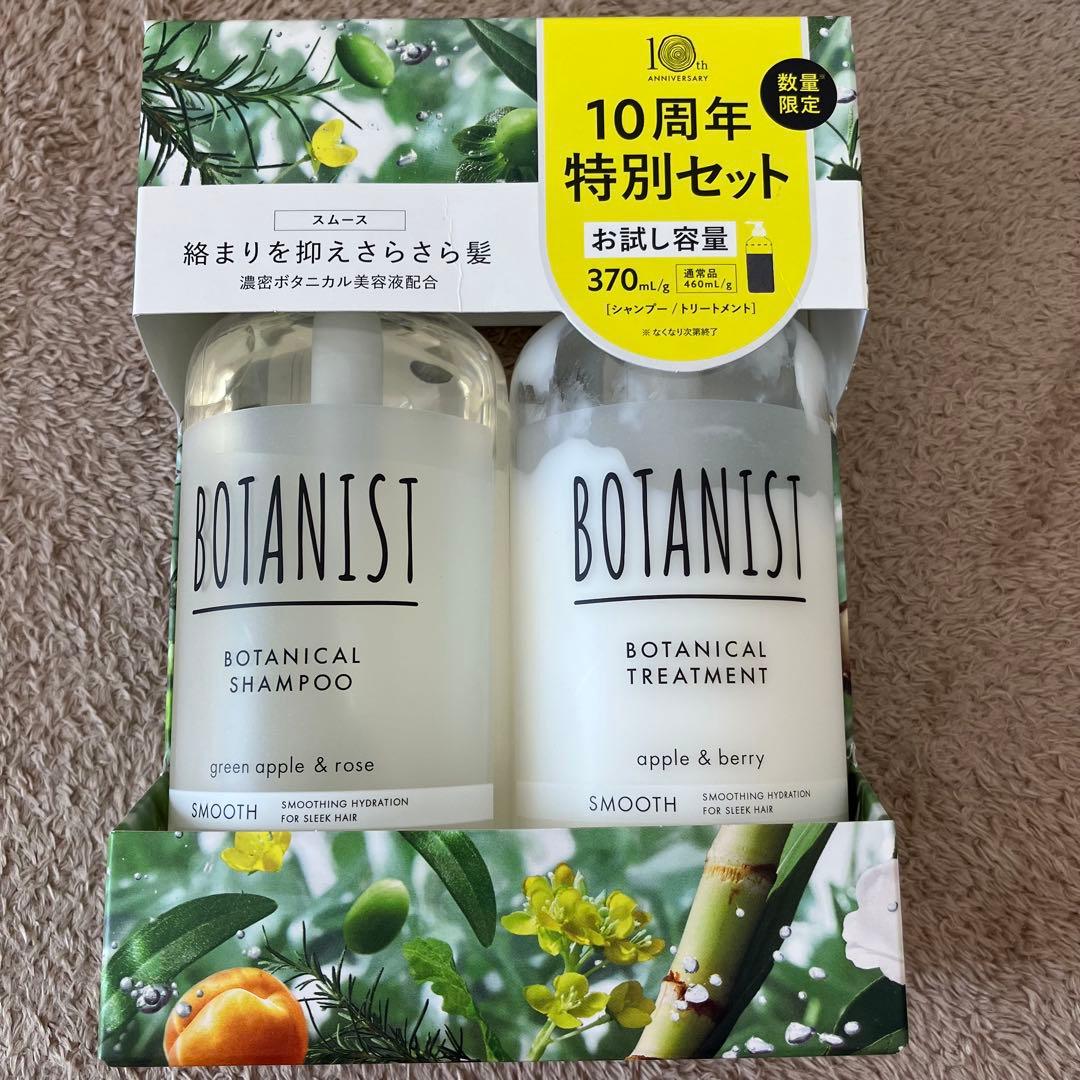 10th
ANNIVERSARY
数量※
限定
10周年
特別セット
お試し容量
370mL/g
通常品
460mL/g
[シャンプー/トリートメント]
※ なくなり次第終了
スムース
絡まりを抑えさらさら髪
濃密ボタニカル美容液配合
BOTANIST
BOTANICAL
SHAMPOO
green apple & rose
SMOOTH
SMOOTHING HYDRATION
FOR SLEEK HAIR
BOTANIST
BOTANICAL
TREATMENT
apple & berry
SMOOTH
SMOOTHING HYDRATION
FOR SLEEK HAIR